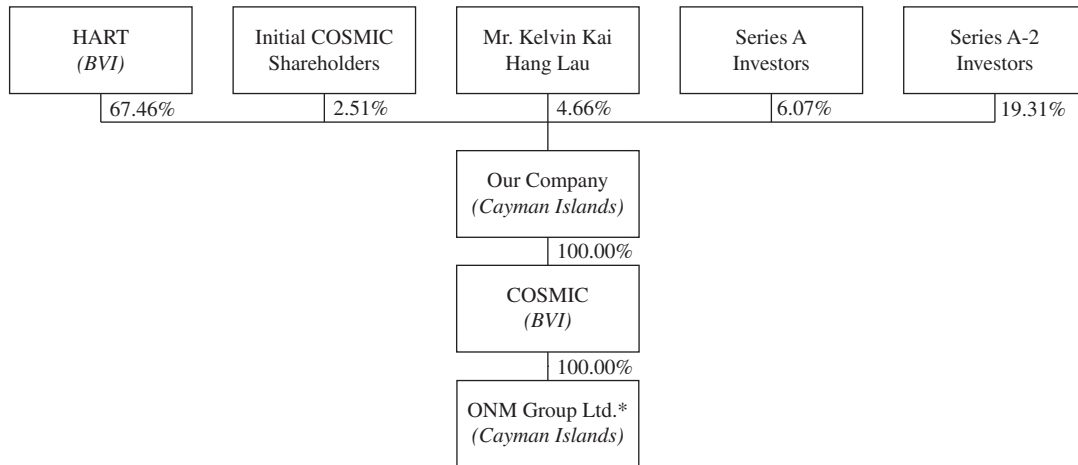 HART
(BVI)
Initial COSMIC
Shareholders
Mr. Kelvin Kai
Hang Lau
Series A
Investors
Series A-2
Investors
67.46%
2.51%
4.66%
6.07%
19.31%
Our Company
(Cayman Islands)
100.00%
COSMIC
(BVI)
100.00%
ONM Group Ltd.*
(Cayman Islands)